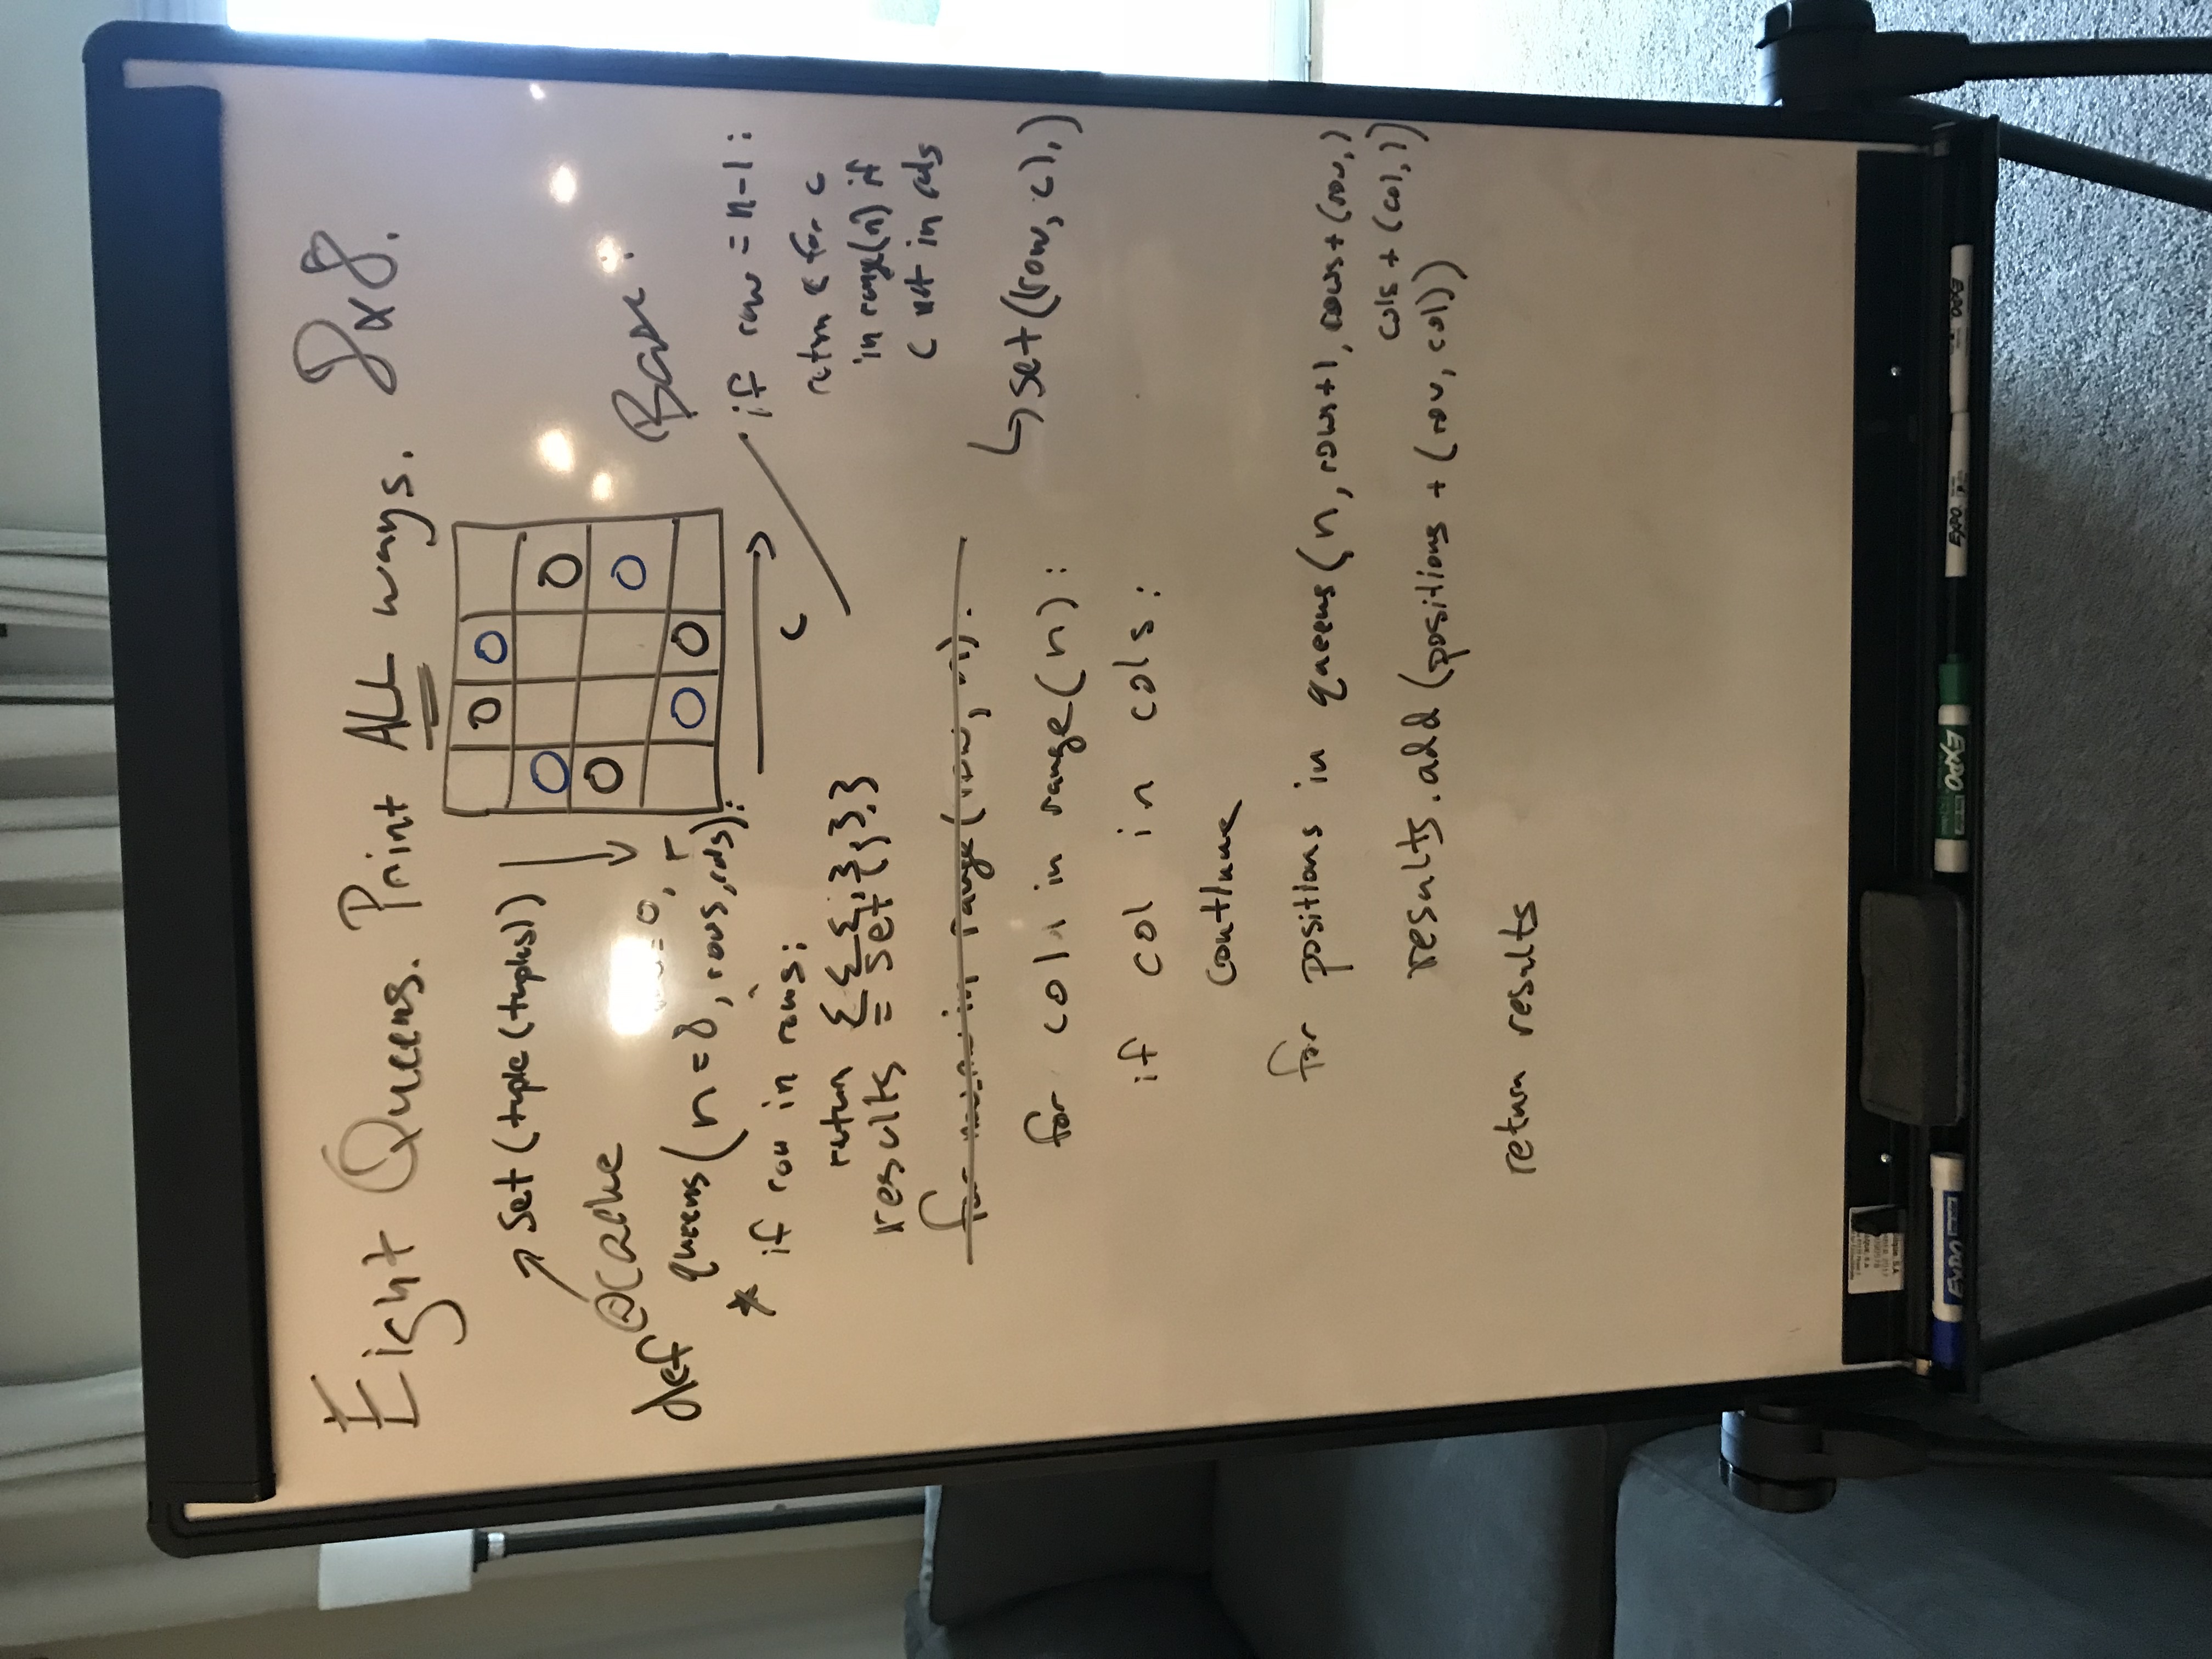 Eight Queens. Print ALL ways. 8x8.
set (tuple (tuples))
@cache
def queens (n = 8, row = 0, rows, cols):
r
c
* if row in rows:
return { { { , } , } , }
results = set ()
for in range (row, n):
for col in range (n) :
if col in cols :
continue
for positions in queens (n, rows+1, rows + (row,)
cols + (col, ))
results.add (positions + (row, col))
return results
Base:
if row = n-1 :
return c for c
in range(n) if
c not in cols
set ((row, c), )
EXPO
EXPO
EXPO
EXPO